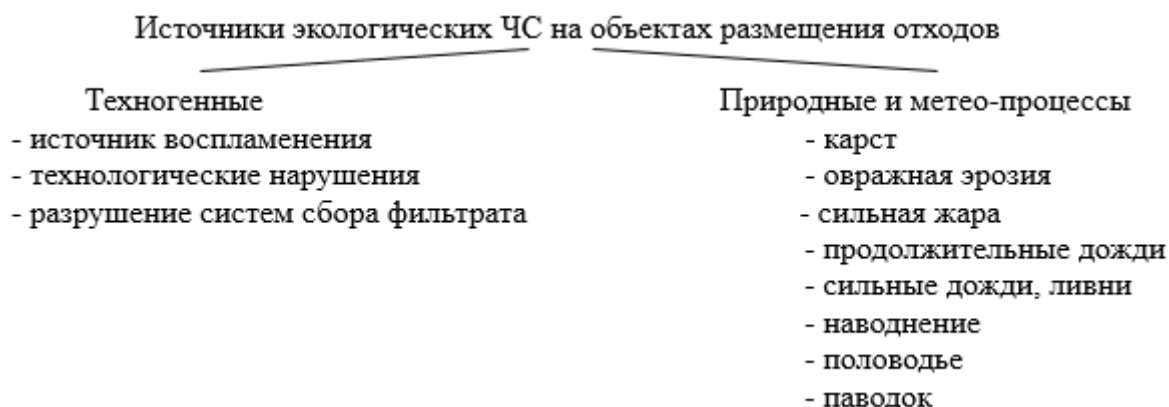 Источники экологических ЧС на объектах размещения отходов
Техногенные
- источник воспламенения
- технологические нарушения
- разрушение систем сбора фильтрата
Природные и метео-процессы
- карст
- овражная эрозия
- сильная жара
- продолжительные дожди
- сильные дожди, ливни
- наводнение
- половодье
- паводок